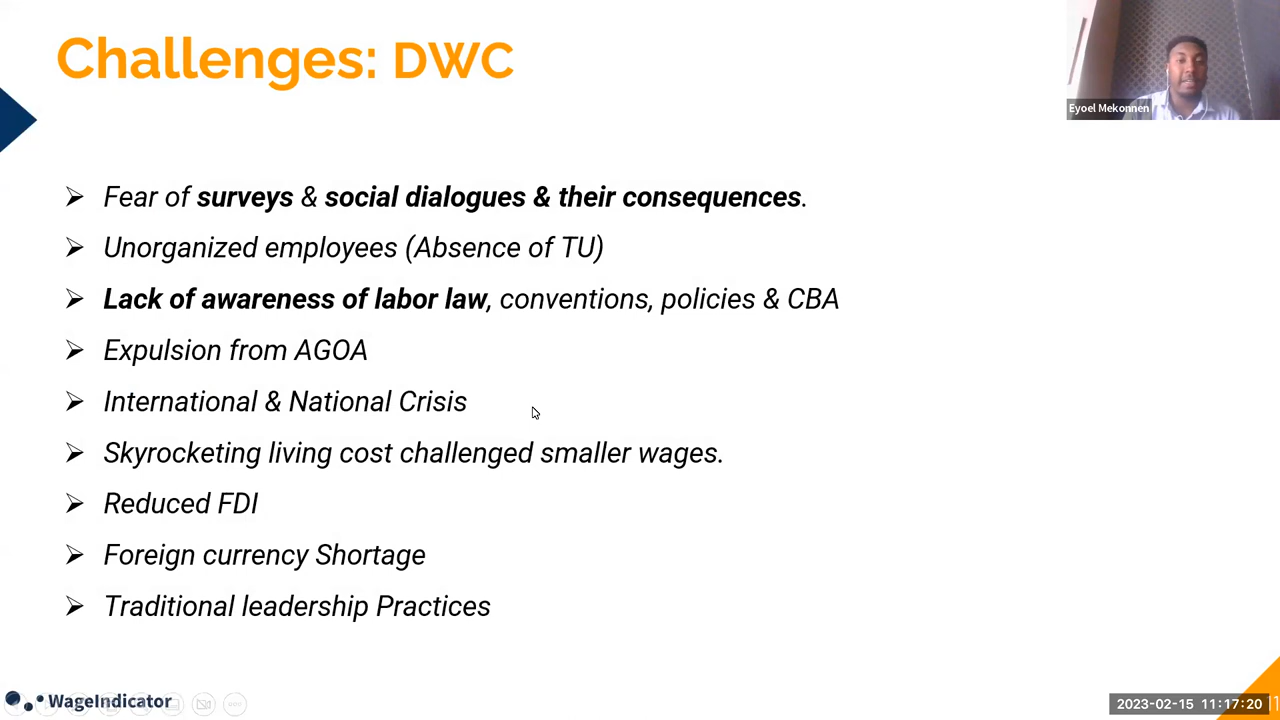 Challenges: DWC
Eyoel Mekonnen
➢ Fear of surveys & social dialogues & their consequences.
➢ Unorganized employees (Absence of TU)
➢ Lack of awareness of labor law, conventions, policies & CBA
➢ Expulsion from AGOA
➢ International & National Crisis
➢ Skyrocketing living cost challenged smaller wages.
➢ Reduced FDI
➢ Foreign currency Shortage
➢ Traditional leadership Practices
WageIndicator
2023-02-15 11:17:20
11